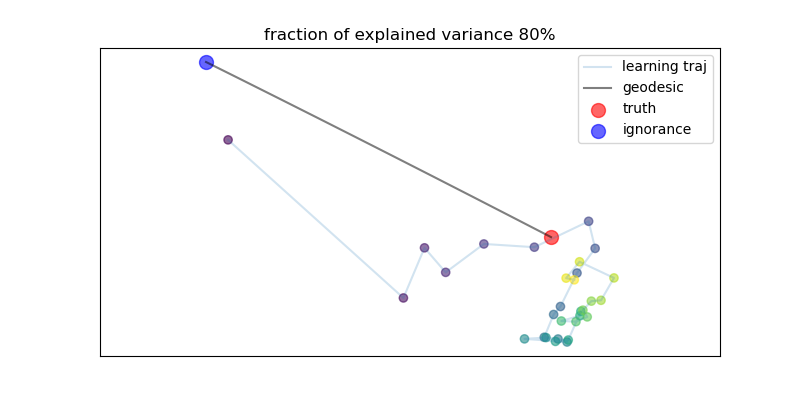 fraction of explained variance 80%
learning traj
geodesic
truth
ignorance